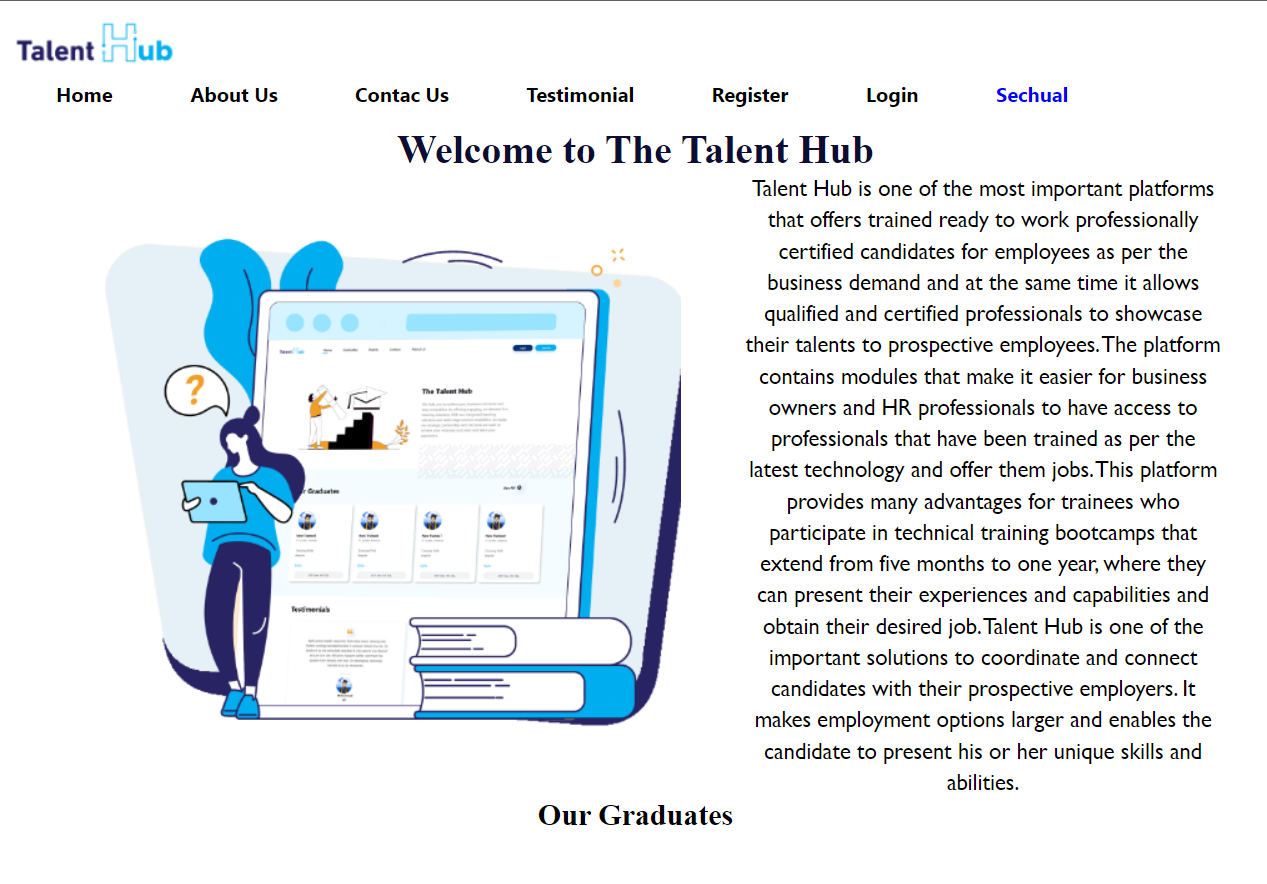 Talent Hub
Home About Us Contac Us Testimonial Register Login Sechual
Welcome to The Talent Hub
Talent Hub is one of the most important platforms
that offers trained ready to work professionally
certified candidates for employees as per the
business demand and at the same time it allows
qualified and certified professionals to showcase
their talents to prospective employees.The platform
contains modules that make it easier for business
owners and HR professionals to have access to
professionals that have been trained as per the
latest technology and offer them jobs.This platform
provides many advantages for trainees who
participate in technical training bootcamps that
extend from five months to one year, where they
can present their experiences and capabilities and
obtain their desired job.Talent Hub is one of the
important solutions to coordinate and connect
candidates with their prospective employers. It
makes employment options larger and enables the
candidate to present his or her unique skills and
abilities.
?
Talent Hub
The Talent Hub
Graduates
Testimonials
Our Graduates